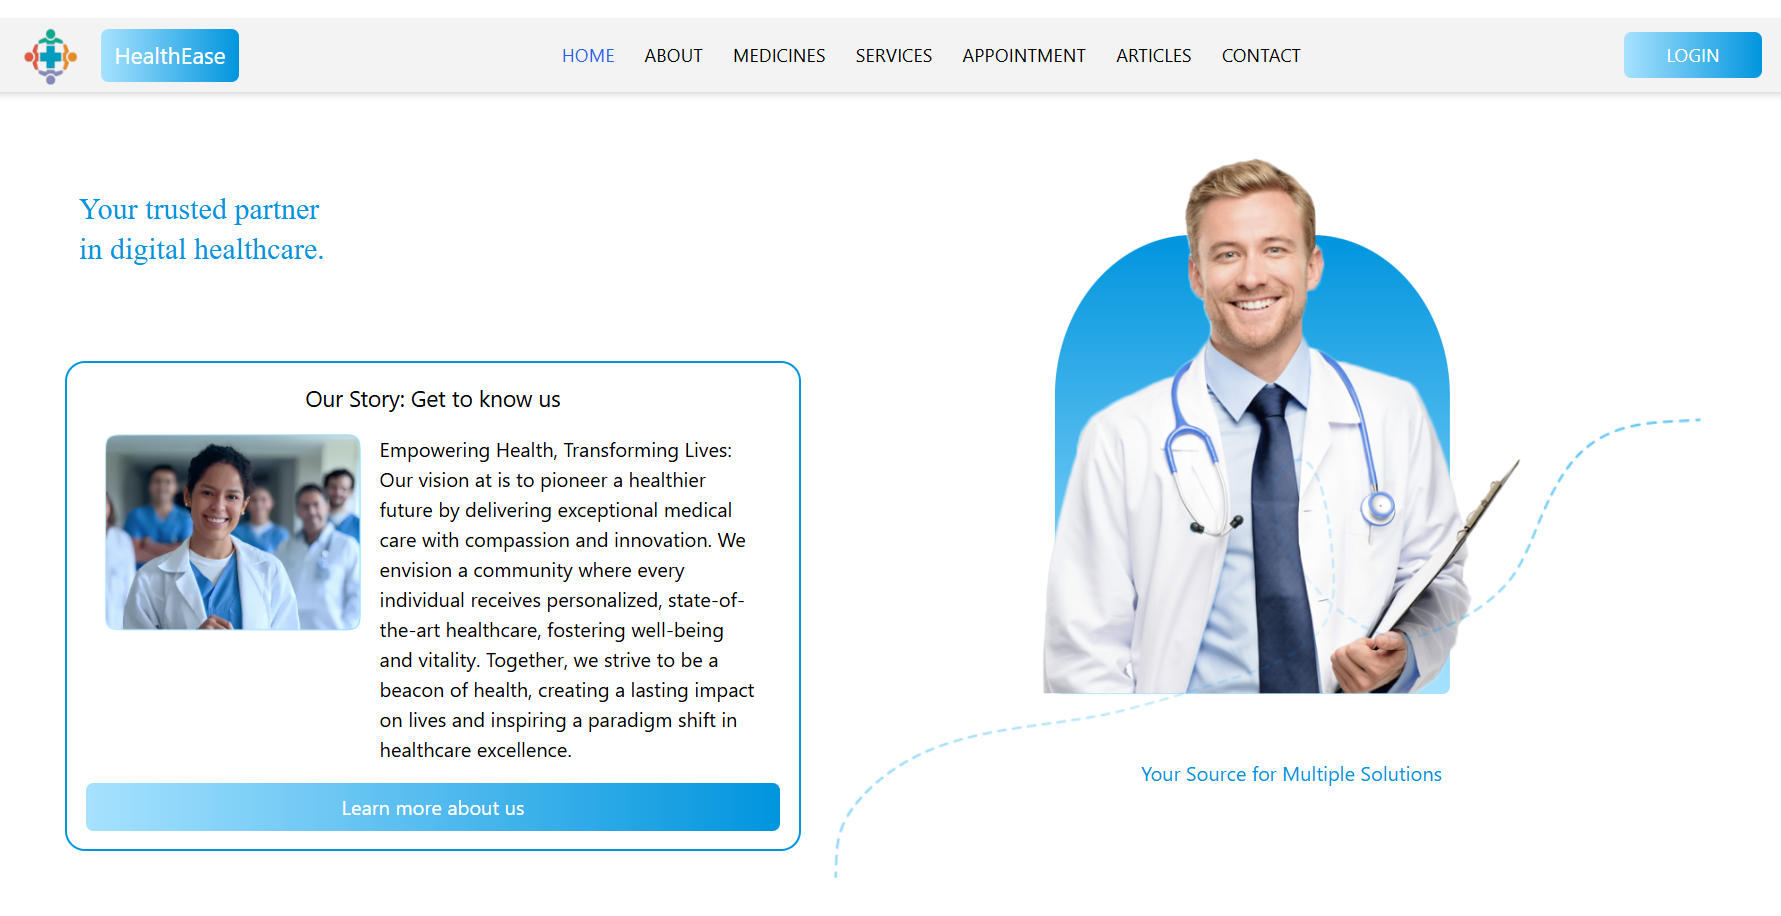 HealthEase
HOME ABOUT MEDICINES SERVICES APPOINTMENT ARTICLES CONTACT
LOGIN
Your trusted partner
in digital healthcare.
Our Story: Get to know us
Empowering Health, Transforming Lives:
Our vision at is to pioneer a healthier
future by delivering exceptional medical
care with compassion and innovation. We
envision a community where every
individual receives personalized, state-of-
the-art healthcare, fostering well-being
and vitality. Together, we strive to be a
beacon of health, creating a lasting impact
on lives and inspiring a paradigm shift in
healthcare excellence.
Learn more about us
Your Source for Multiple Solutions